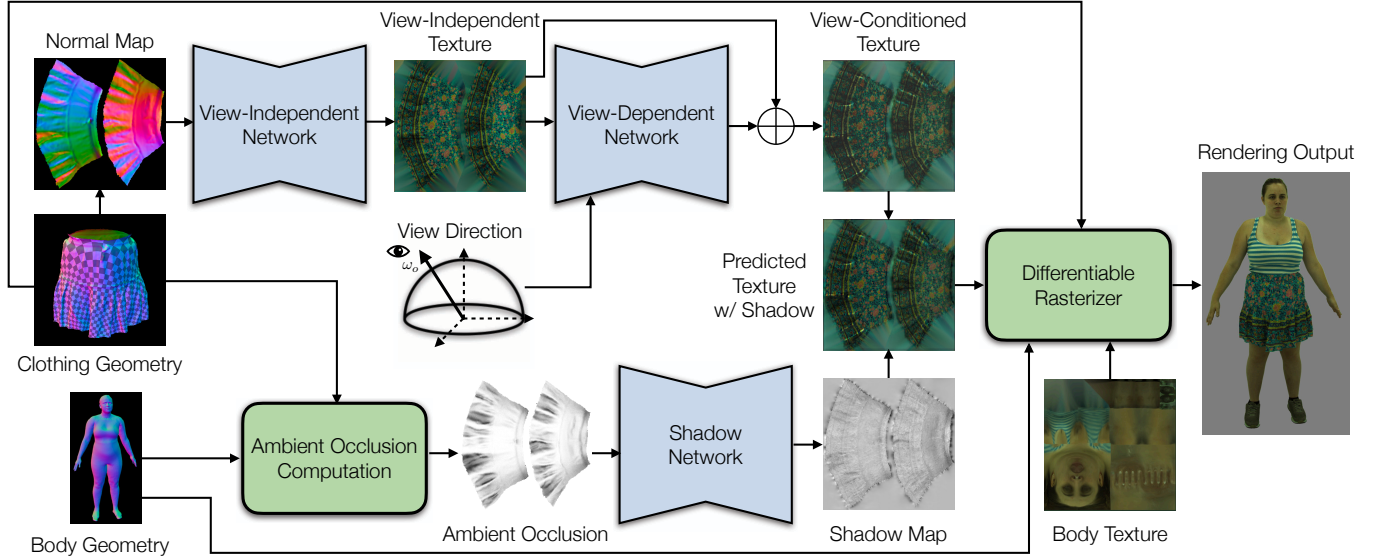 Normal Map
View-Independent
Texture
View-Conditioned
Texture
View-Independent
Network
View-Dependent
Network
Rendering Output
View Direction
ω_o
Predicted
Texture
w/ Shadow
Differentiable
Rasterizer
Clothing Geometry
Ambient Occlusion
Computation
Shadow
Network
Body Geometry
Ambient Occlusion
Shadow Map
Body Texture